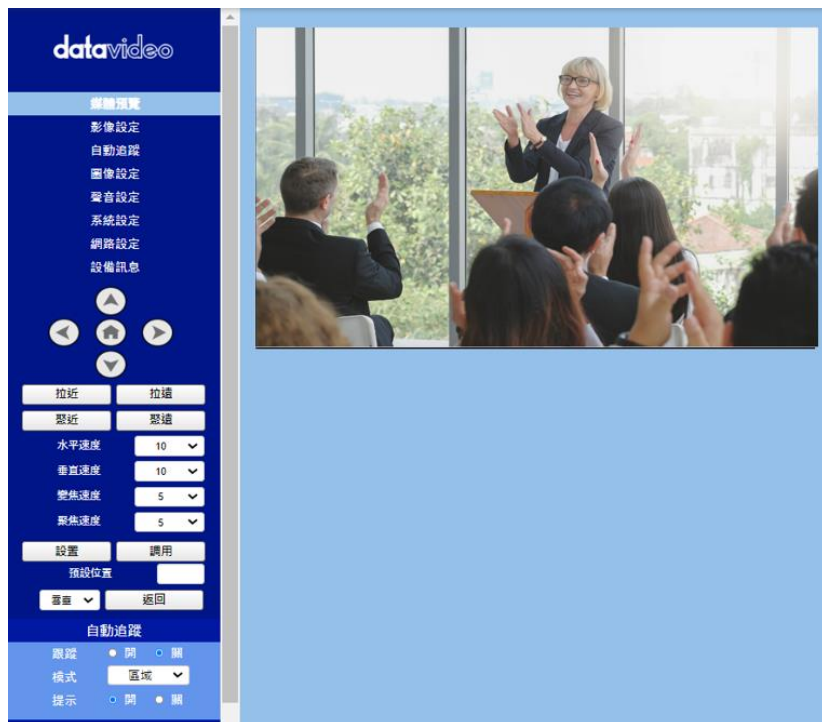 datavideo
媒體預覽
影像設定
自動追蹤
圖像設定
聲音設定
系統設定
網路設定
設備訊息
拉近 拉遠
聚近 聚遠
水平速度 10
垂直速度 10
變焦速度 5
聚焦速度 5
設置 調用
預設位置
返回
自動追蹤
跟蹤 開 關
模式 區域
提示 開 關